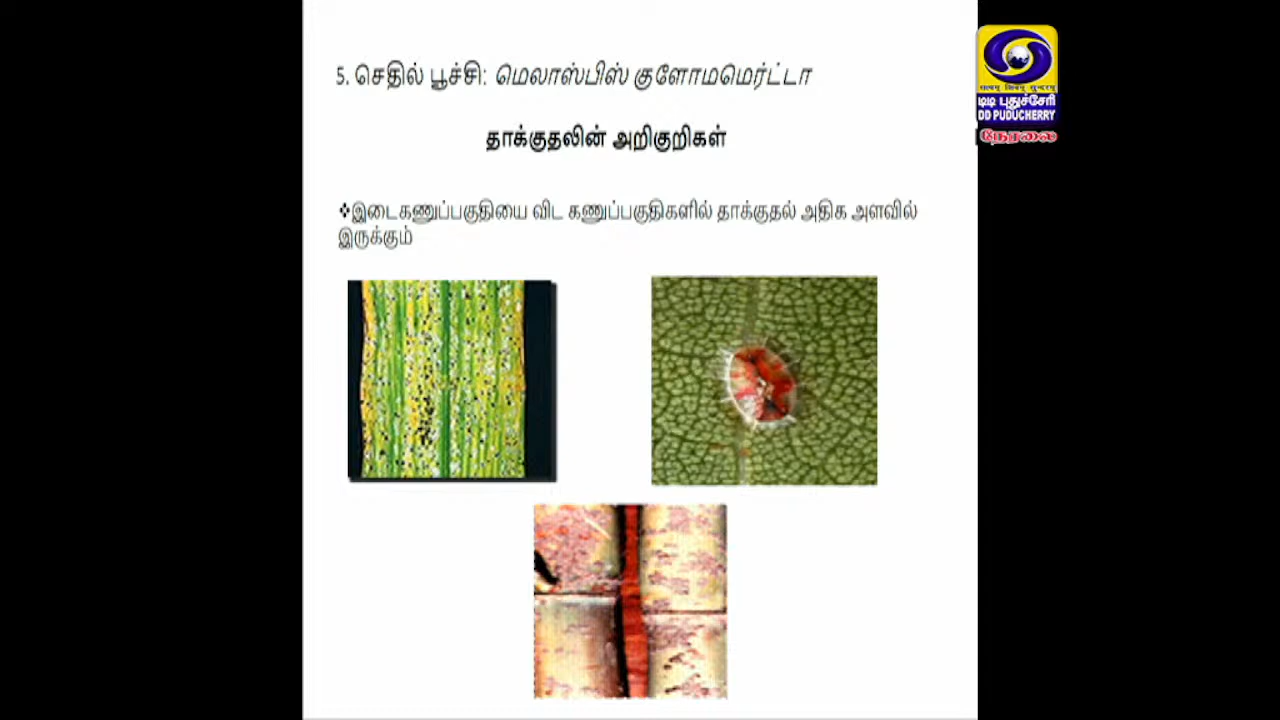 5. செதில் பூச்சி: மெலாஸ்பிஸ் குளோமமெர்ட்டா
தாக்குதலின் அறிகுறிகள்
❖இடைகணுப்பகுதியை விட கணுப்பகுதிகளில் தாக்குதல் அதிக அளவில்
இருக்கும்
டிடி புதுச்சேரி
DD PUDUCHERRY
நேரலை